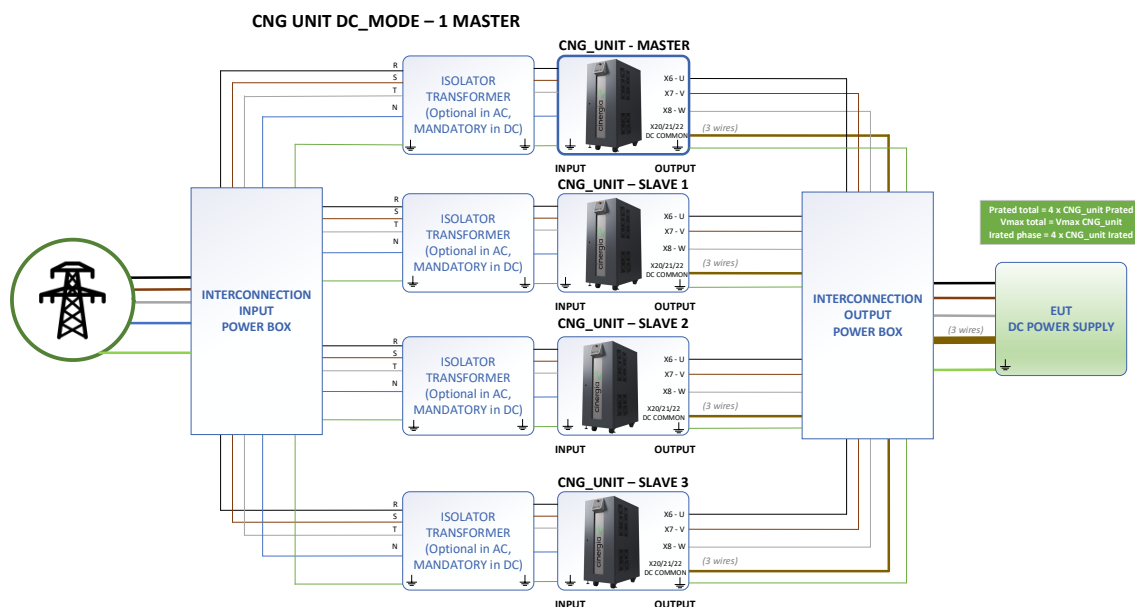 CNG UNIT DC_MODE – 1 MASTER
CNG_UNIT - MASTER
R
S
T
N
ISOLATOR
TRANSFORMER
(Optional in AC,
MANDATORY in DC)
cinergia
X6 - U
X7 - V
X8 - W
X20/21/22
DC COMMON
(3 wires)
INPUT
OUTPUT
CNG_UNIT – SLAVE 1
R
S
T
N
ISOLATOR
TRANSFORMER
(Optional in AC,
MANDATORY in DC)
cinergia
X6 - U
X7 - V
X8 - W
X20/21/22
DC COMMON
(3 wires)
INPUT
OUTPUT
Prated total = 4 x CNG_unit Prated
Vmax total = Vmax CNG_unit
Irated phase = 4 x CNG_unit Irated
INTERCONNECTION
INPUT
POWER BOX
INTERCONNECTION
OUTPUT
POWER BOX
(3 wires)
EUT
DC POWER SUPPLY
CNG_UNIT – SLAVE 2
R
S
T
N
ISOLATOR
TRANSFORMER
(Optional in AC,
MANDATORY in DC)
cinergia
X6 - U
X7 - V
X8 - W
X20/21/22
DC COMMON
(3 wires)
INPUT
OUTPUT
CNG_UNIT – SLAVE 3
R
S
T
N
ISOLATOR
TRANSFORMER
(Optional in AC,
MANDATORY in DC)
cinergia
X6 - U
X7 - V
X8 - W
X20/21/22
DC COMMON
(3 wires)
INPUT
OUTPUT